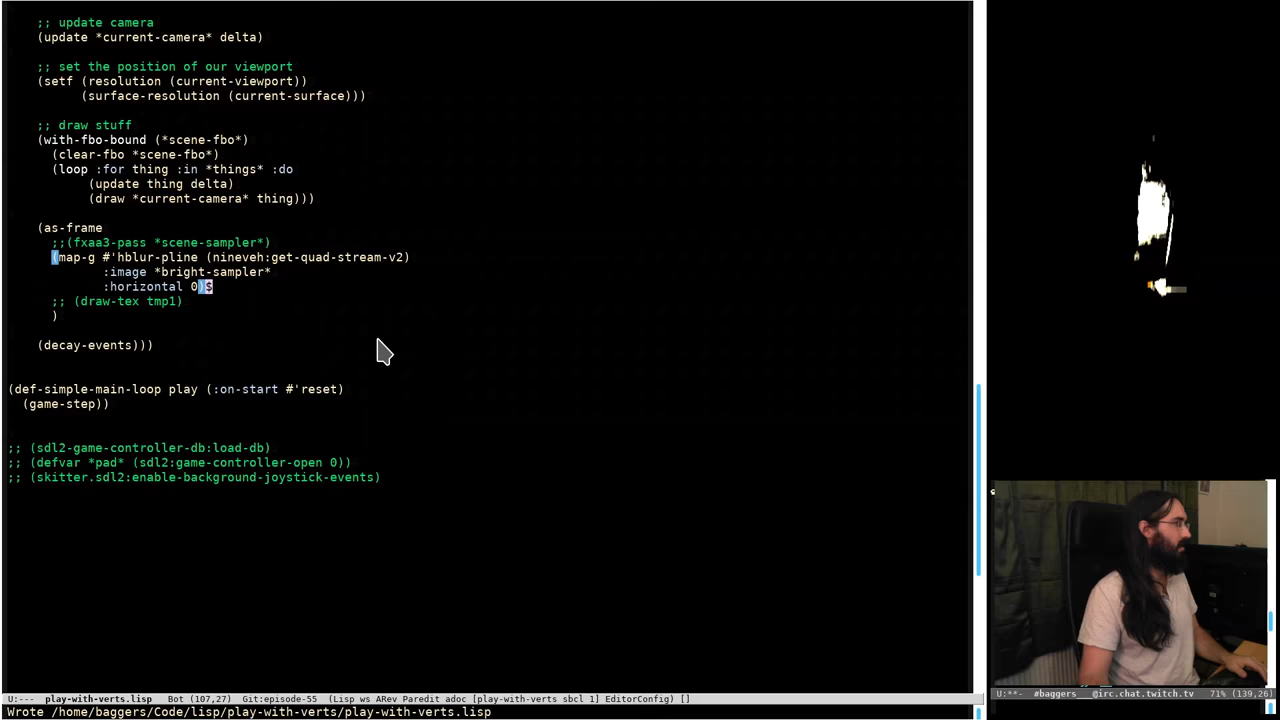 ;; update camera
(update *current-camera* delta)
;; set the position of our viewport
(setf (resolution (current-viewport))
(surface-resolution (current-surface)))
;; draw stuff
(with-fbo-bound (*scene-fbo*)
(clear-fbo *scene-fbo*)
(loop :for thing :in *things* :do
(update thing delta)
(draw *current-camera* thing)))
(as-frame
;;(fxaa3-pass *scene-sampler*)
(map-g #'hblur-pline (nineveh:get-quad-stream-v2)
:image *bright-sampler*
:horizontal 0)$
;; (draw-tex tmp1)
)
(decay-events)))
(def-simple-main-loop play (:on-start #'reset)
(game-step))
;; (sdl2-game-controller-db:load-db)
;; (defvar *pad* (sdl2:game-controller-open 0))
;; (skitter.sdl2:enable-background-joystick-events)
U:--- play-with-verts.lisp Bot (107,27) Git:episode-55 (Lisp ws ARev Paredit adoc [play-with-verts sbcl 1] EditorConfig) []
Wrote /home/baggers/Code/lisp/play-with-verts/play-with-verts.lisp
U:**- #baggers___@irc.chat.twitch.tv 71% (139,26)